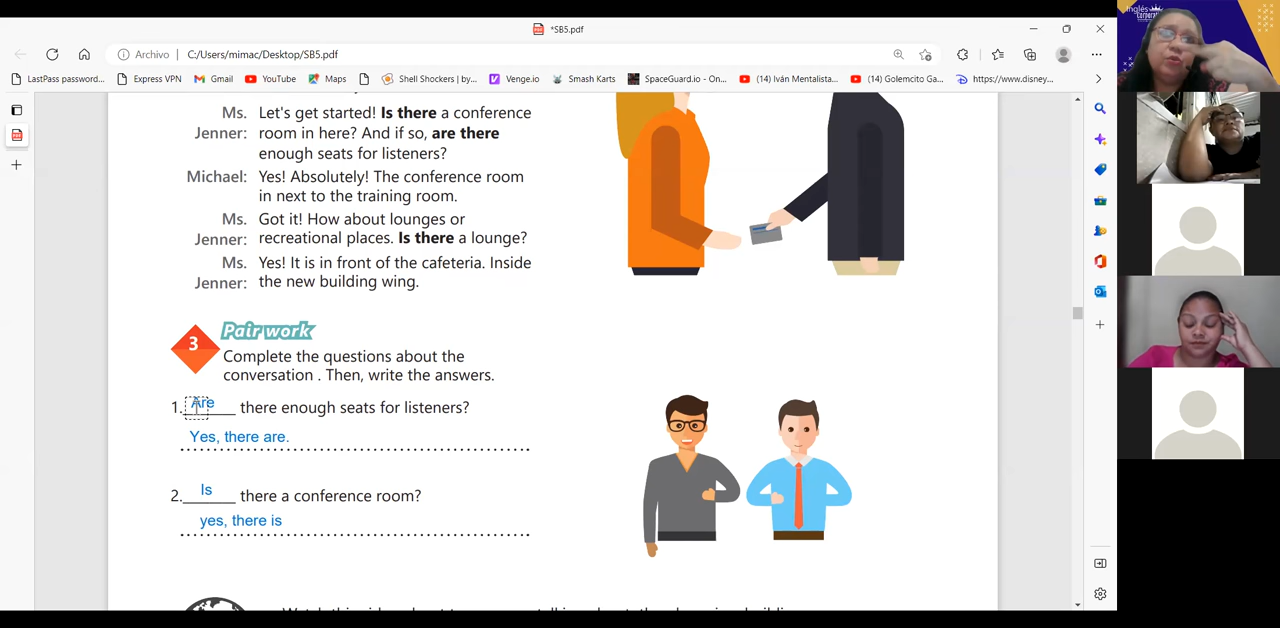 *SB5.pdf
Archivo
C:/Users/mimac/Desktop/SB5.pdf
LastPass password...
Express VPN
Gmail
YouTube
Maps
Shell Shockers | by...
Venge.io
Smash Karts
SpaceGuard.io - On...
(14) Iván Mentalista...
(14) Golemcito Ga...
https://www.disney...
Ms. Jenner: Let's get started! Is there a conference
room in here? And if so, are there
enough seats for listeners?
Michael: Yes! Absolutely! The conference room
in next to the training room.
Ms. Jenner: Got it! How about lounges or
recreational places. Is there a lounge?
Ms. Jenner: Yes! It is in front of the cafeteria. Inside
the new building wing.
3
Pair work
Complete the questions about the
conversation . Then, write the answers.
1. Are there enough seats for listeners?
Yes, there are.
2. Is there a conference room?
yes, there is
Inglés
Corporativo